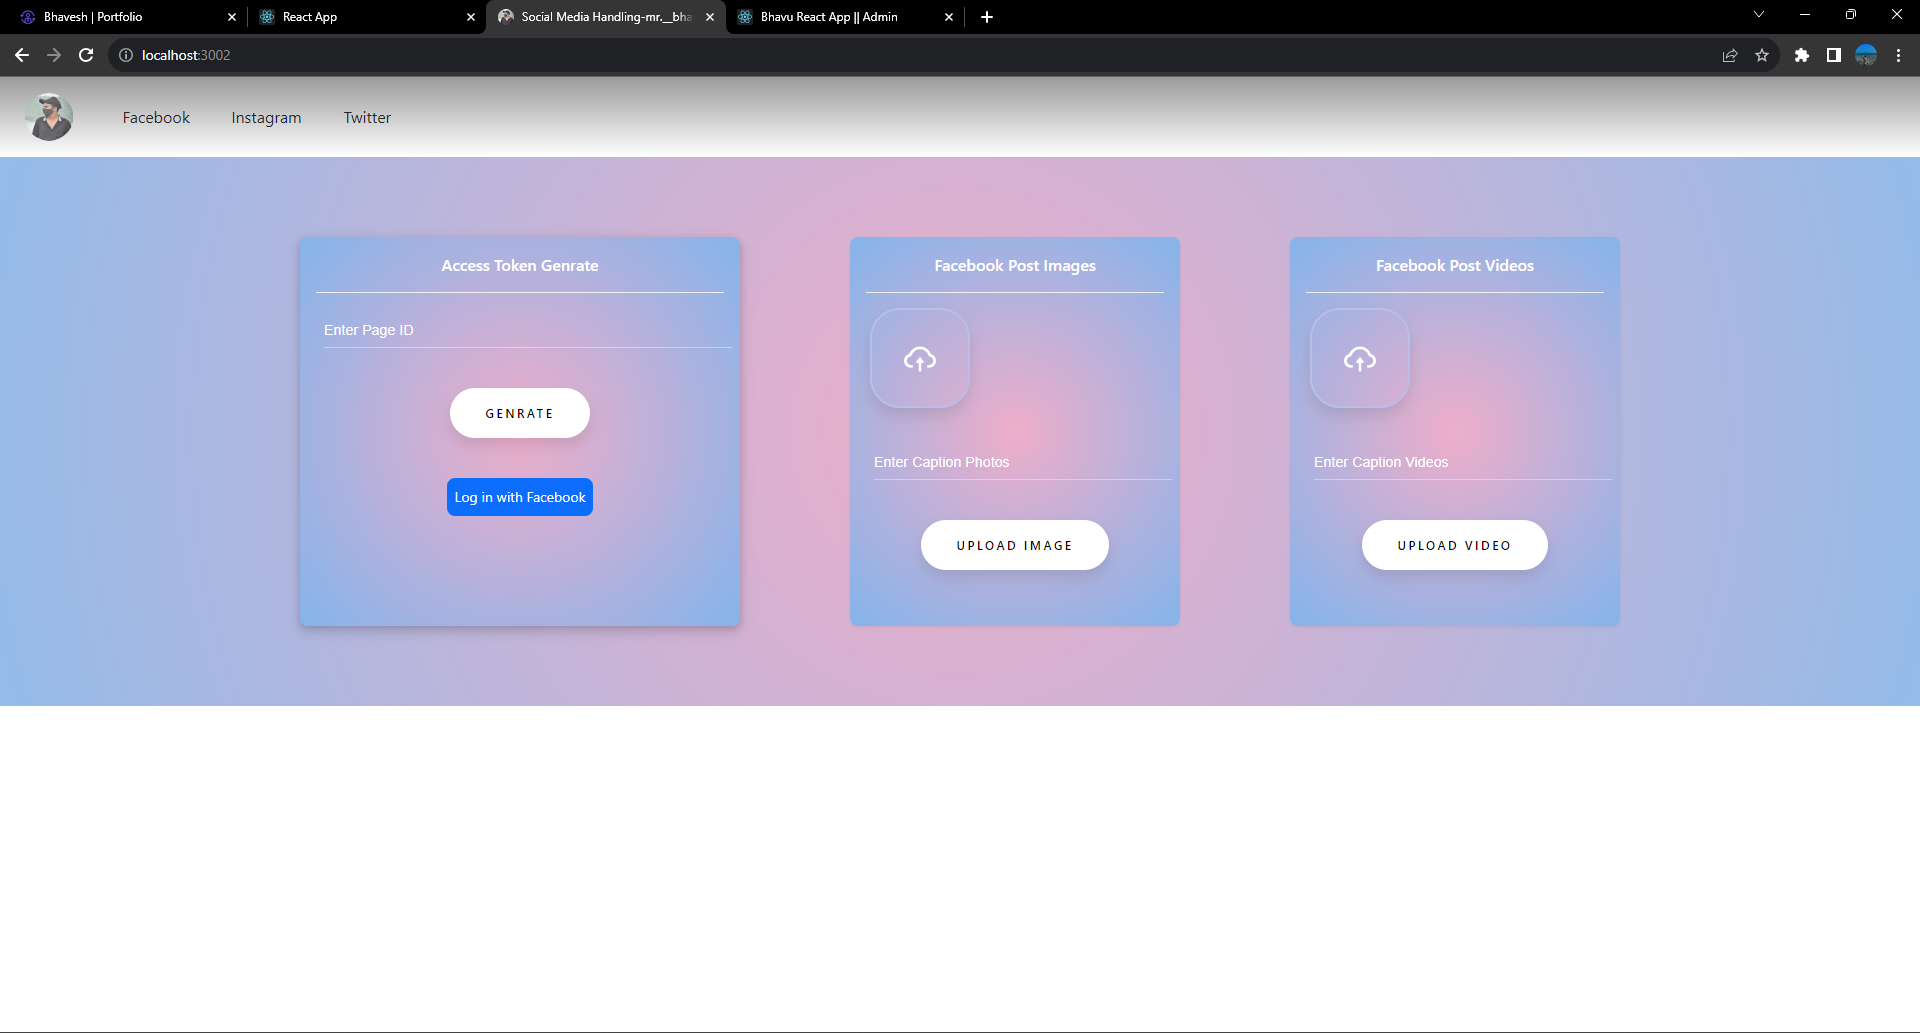 Bhavesh | Portfolio
React App
Social Media Handling-mr.__bha
Bhavu React App || Admin
localhost:3002
Facebook
Instagram
Twitter
Access Token Genrate
Enter Page ID
GENRATE
Log in with Facebook
Facebook Post Images
Enter Caption Photos
UPLOAD IMAGE
Facebook Post Videos
Enter Caption Videos
UPLOAD VIDEO